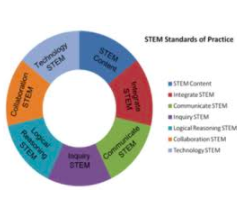 STEM Standards of Practice
STEM
Content
Integrate
STEM
Communicate
STEM
Inquiry
STEM
Logical
Reasoning
STEM
Collaboration
STEM
Technology
STEM
STEM Content
Integrate STEM
Communicate STEM
Inquiry STEM
Logical Reasoning STEM
Collaboration STEM
Technology STEM